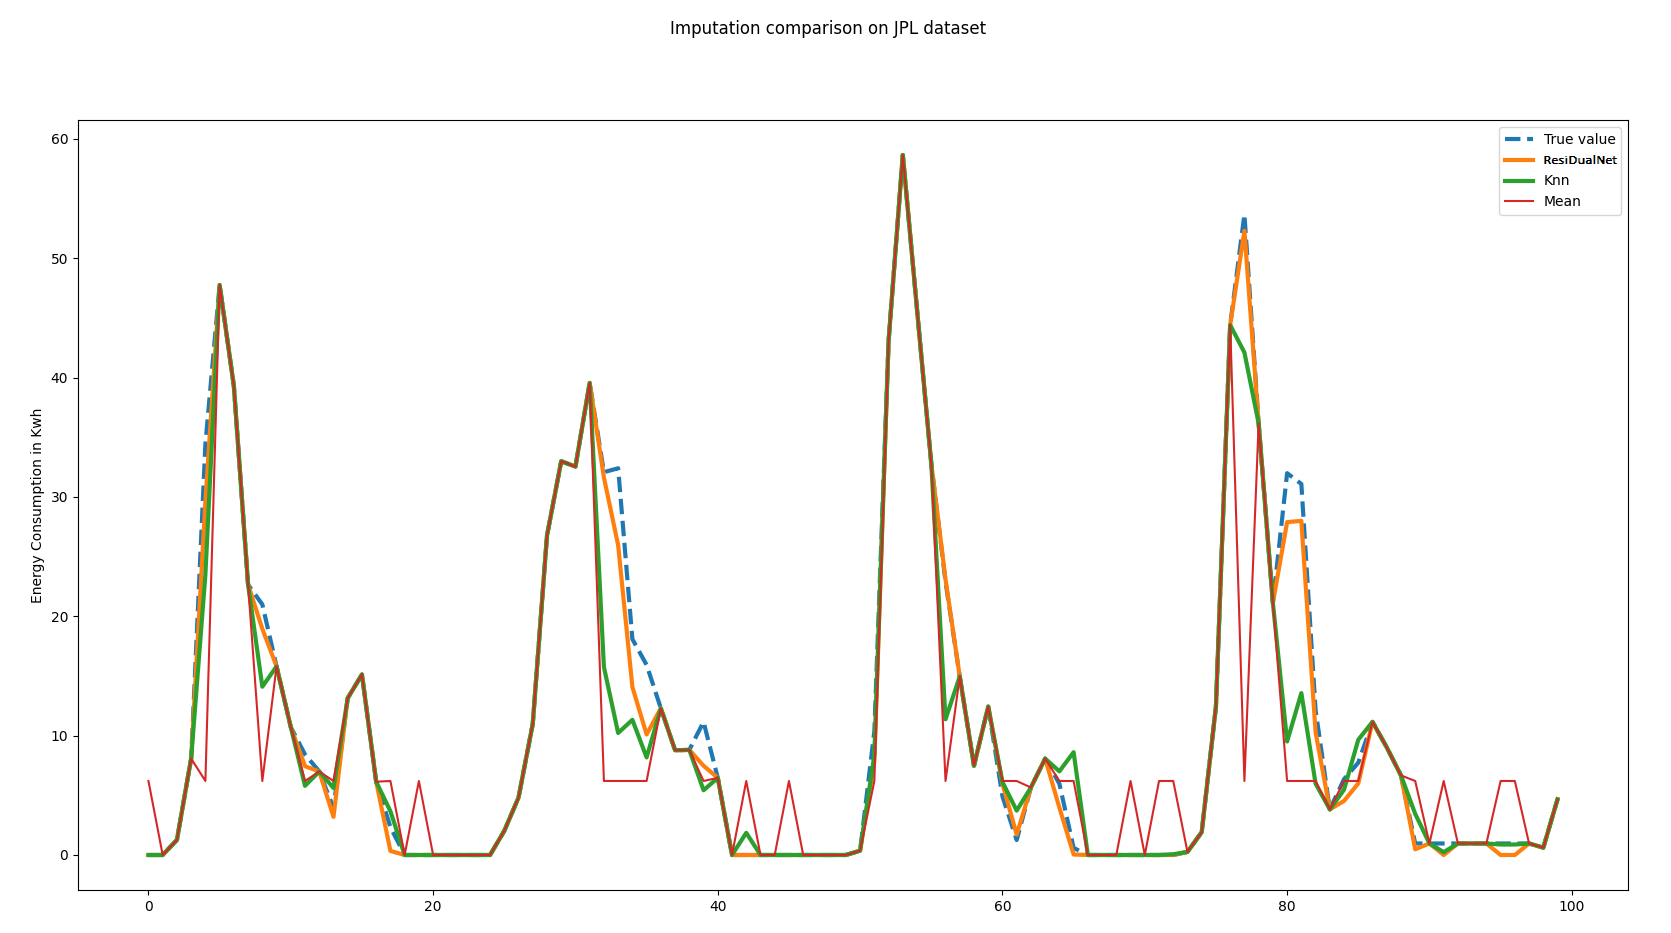 Imputation comparison on JPL dataset
True value
ResiDualNet
Knn
Mean
Energy Consumption in Kwh
60
50
40
30
20
10
0
0 20 40 60 80 100